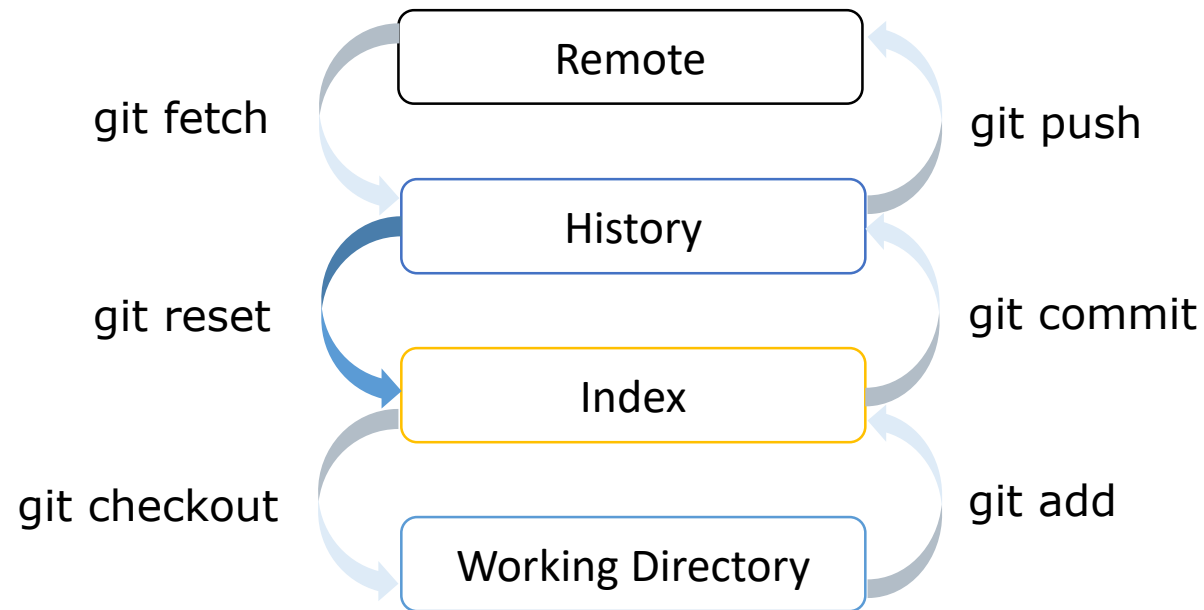 Remote
git fetch
git push
History
git reset
git commit
Index
git checkout
git add
Working Directory